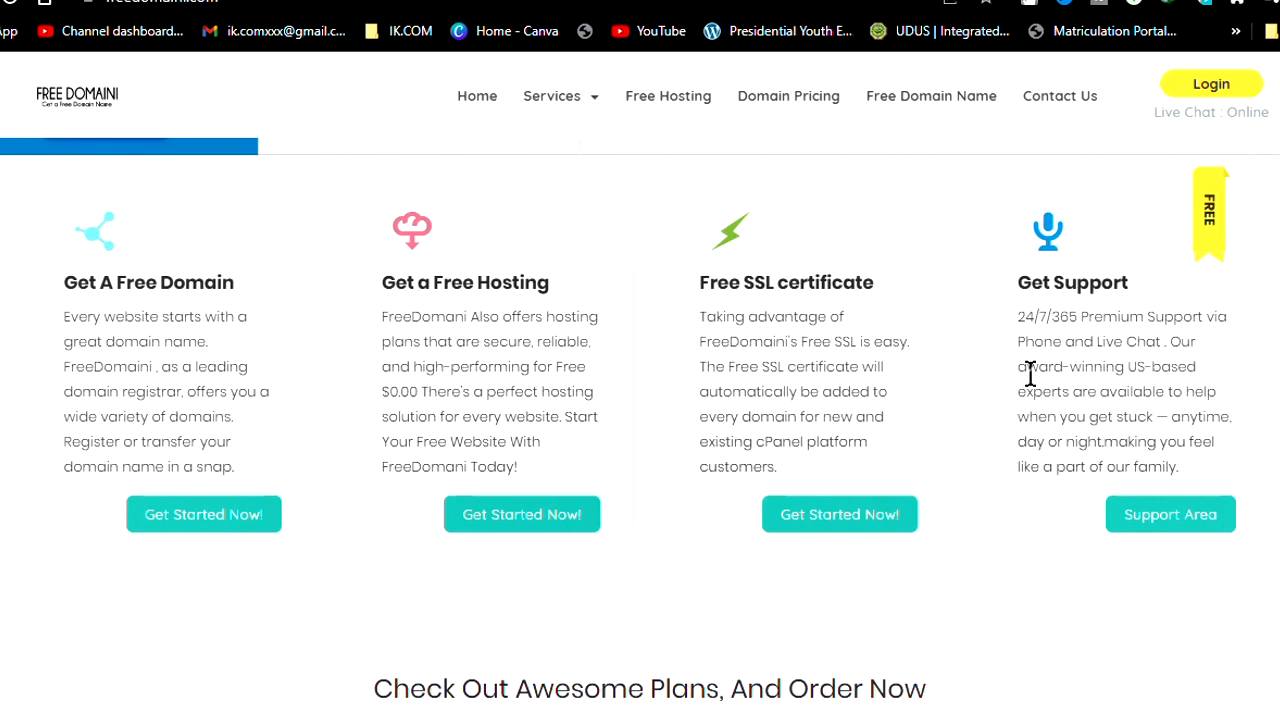 App Channel dashboard... ik.comxxx@gmail.c... IK.COM Home - Canva YouTube Presidential Youth E... UDUS | Integrated... Matriculation Portal... »
FREE DOMAINI
Get a Free Domain Name
Home Services Free Hosting Domain Pricing Free Domain Name Contact Us
Login
Live Chat : Online
FREE
Get A Free Domain
Every website starts with a
great domain name.
FreeDomaini , as a leading
domain registrar, offers you a
wide variety of domains.
Register or transfer your
domain name in a snap.
Get Started Now!
Get a Free Hosting
FreeDomani Also offers hosting
plans that are secure, reliable,
and high-performing for Free
$0.00 There's a perfect hosting
solution for every website. Start
Your Free Website With
FreeDomani Today!
Get Started Now!
Free SSL certificate
Taking advantage of
FreeDomaini's Free SSL is easy.
The Free SSL certificate will
automatically be added to
every domain for new and
existing cPanel platform
customers.
Get Started Now!
Get Support
24/7/365 Premium Support via
Phone and Live Chat . Our
award-winning US-based
experts are available to help
when you get stuck — anytime,
day or night.making you feel
like a part of our family.
Support Area
Check Out Awesome Plans, And Order Now